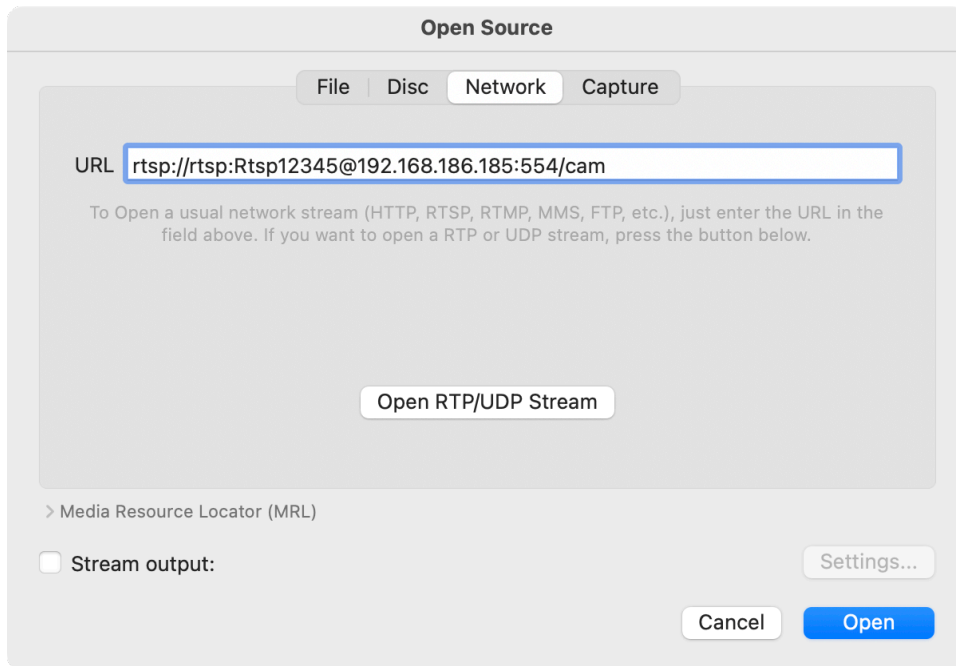 Open Source
File
Disc
Network
Capture
URL
rtsp://rtsp:Rtsp12345@192.168.186.185:554/cam
To Open a usual network stream (HTTP, RTSP, RTMP, MMS, FTP, etc.), just enter the URL in the
field above. If you want to open a RTP or UDP stream, press the button below.
Open RTP/UDP Stream
Media Resource Locator (MRL)
Stream output:
Settings...
Cancel
Open